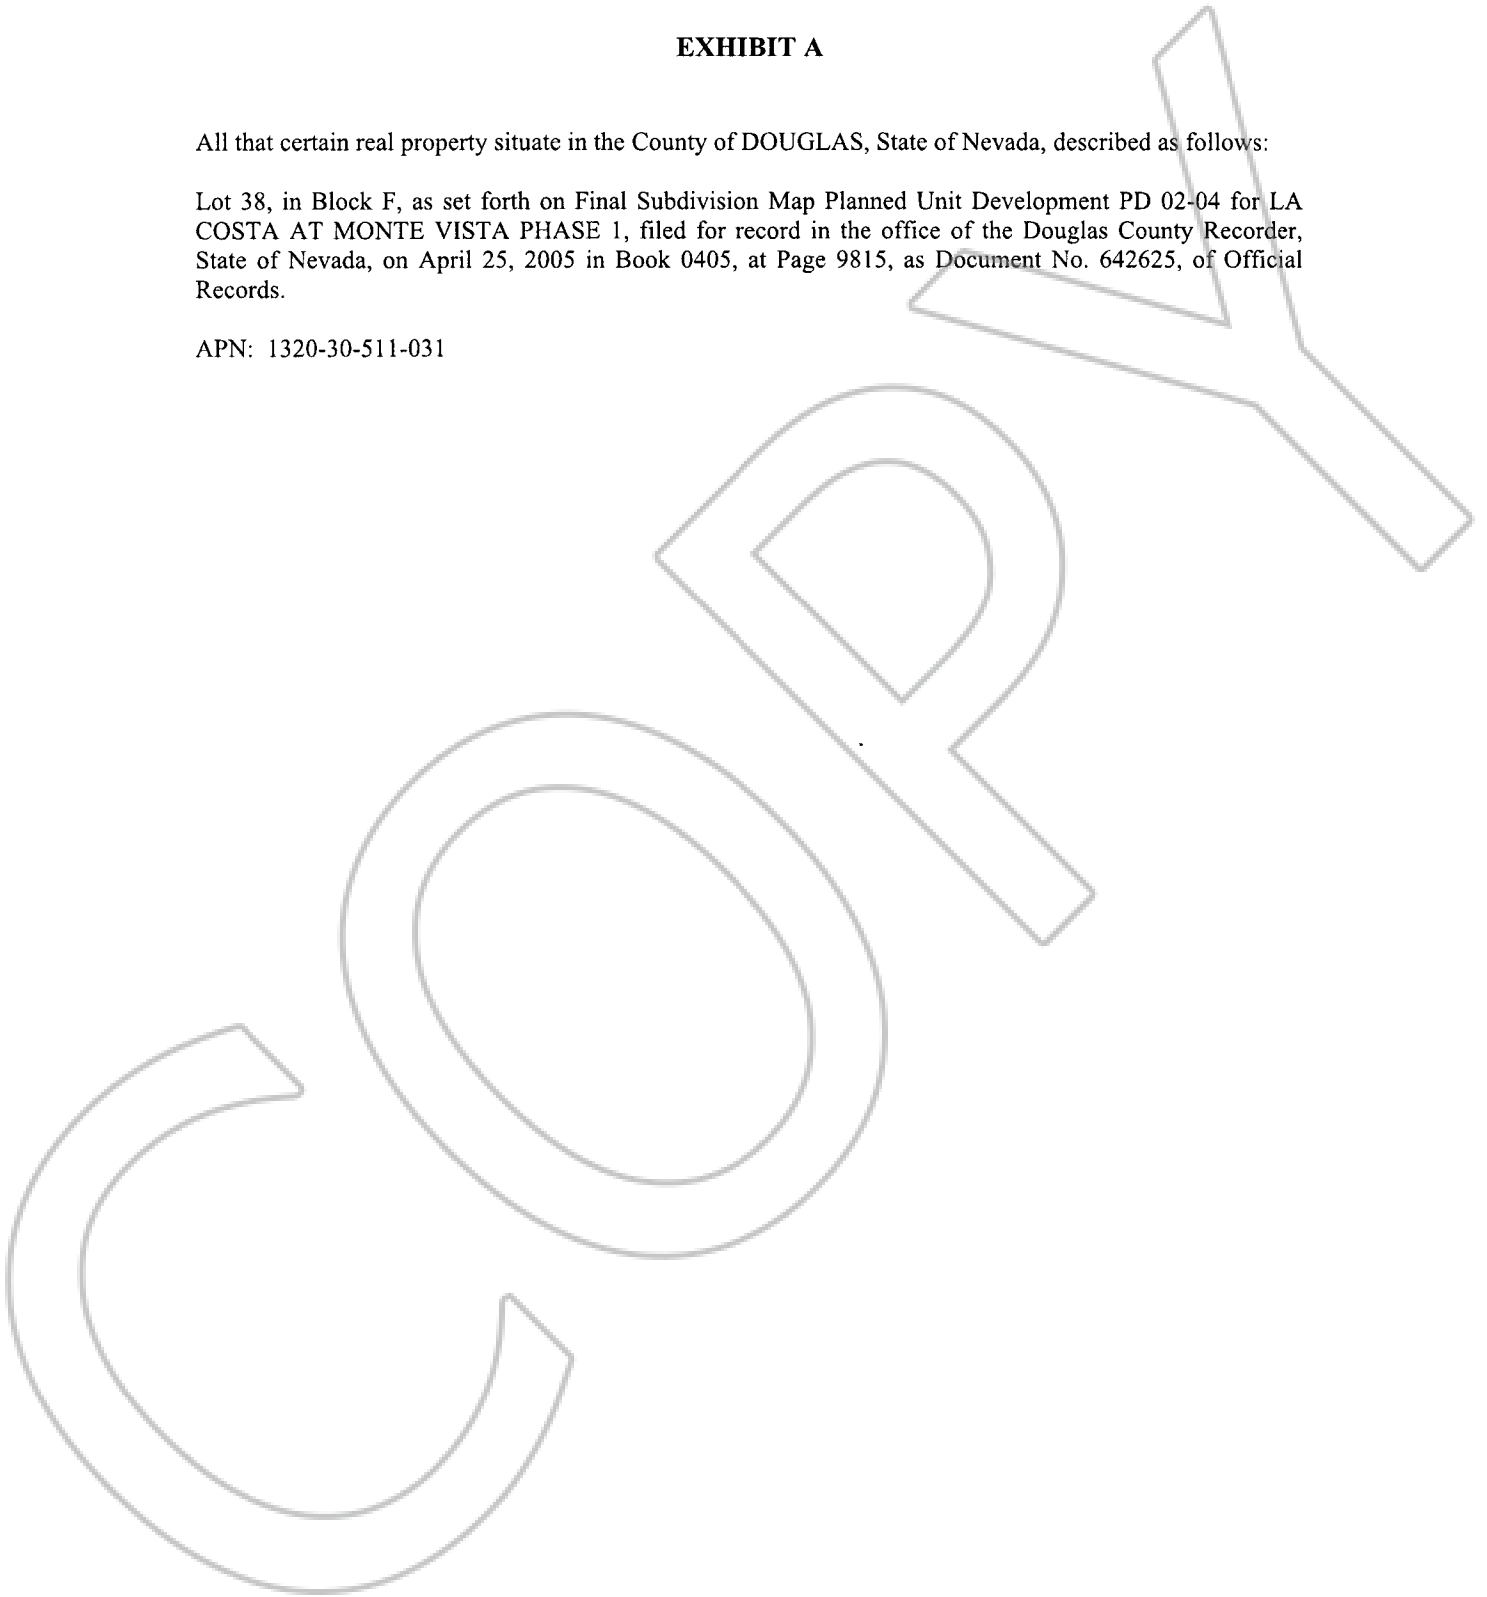 EXHIBIT A
All that certain real property situate in the County of DOUGLAS, State of Nevada, described as follows:
Lot 38, in Block F, as set forth on Final Subdivision Map Planned Unit Development PD 02-04 for LA
COSTA AT MONTE VISTA PHASE 1, filed for record in the office of the Douglas County Recorder,
State of Nevada, on April 25, 2005 in Book 0405, at Page 9815, as Document No. 642625, of Official
Records.
APN: 1320-30-511-031
COPY